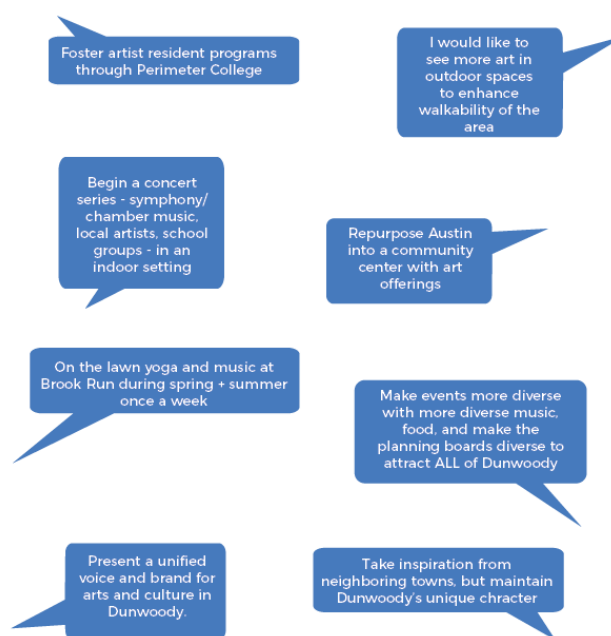 Foster artist resident programs
through Perimeter College
I would like to
see more art in
outdoor spaces
to enhance
walkability of the
area
Begin a concert
series - symphony/
chamber music,
local artists, school
groups - in an
indoor setting
Repurpose Austin
into a community
center with art
offerings
On the lawn yoga and music at
Brook Run during spring + summer
once a week
Make events more diverse
with more diverse music,
food, and make the
planning boards diverse to
attract ALL of Dunwoody
Present a unified
voice and brand for
arts and culture in
Dunwoody.
Take inspiration from
neighboring towns, but maintain
Dunwoody's unique chracter